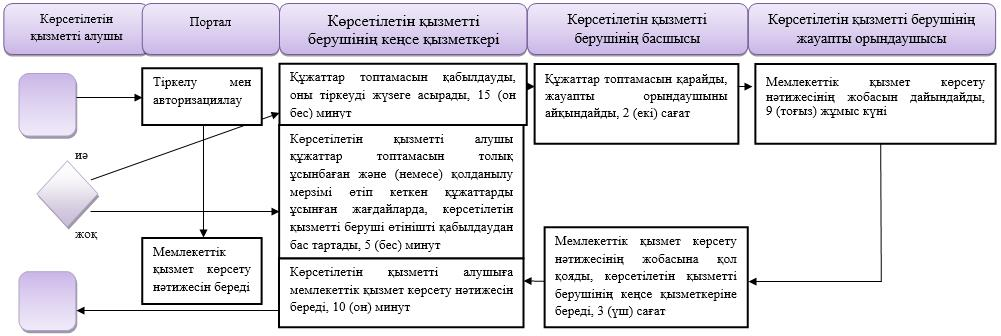 Көрсетілетін
қызметті алушы
Портал
Көрсетілетін қызметті
берушінің кеңсе қызметкері
Көрсетілетін қызметті
берушінің басшысы
Көрсетілетін қызметті берушінің
жауапты орындаушысы
Тіркелу мен
авторизациялау
Құжаттар топтамасын қабылдауды,
оны тіркеуді жүзеге асырады, 15 (он
бес) минут
Құжаттар топтамасын қарайды,
жауапты орындаушыны
айқындайды, 2 (екі) сағат
Мемлекеттік қызмет көрсету
нәтижесінің жобасын дайындайды,
9 (тоғыз) жұмыс күні
иә
жоқ
Көрсетілетін қызметті алушы
құжаттар топтамасын толық
ұсынбаған және (немесе) қолданылу
мерзімі өтіп кеткен құжаттарды
ұсынған жағдайларда, көрсетілетін
қызметті беруші өтінішті қабылдаудан
бас тартады, 5 (бес) минут
Мемлекеттік
қызмет көрсету
нәтижесін береді
Көрсетілетін қызметті алушыға
мемлекеттік қызмет көрсету нәтижесін
береді, 10 (он) минут
Мемлекеттік қызмет көрсету
нәтижесінің жобасына қол
қояды, көрсетілетін қызметті
берушінің кеңсе қызметкеріне
береді, 3 (үш) сағат